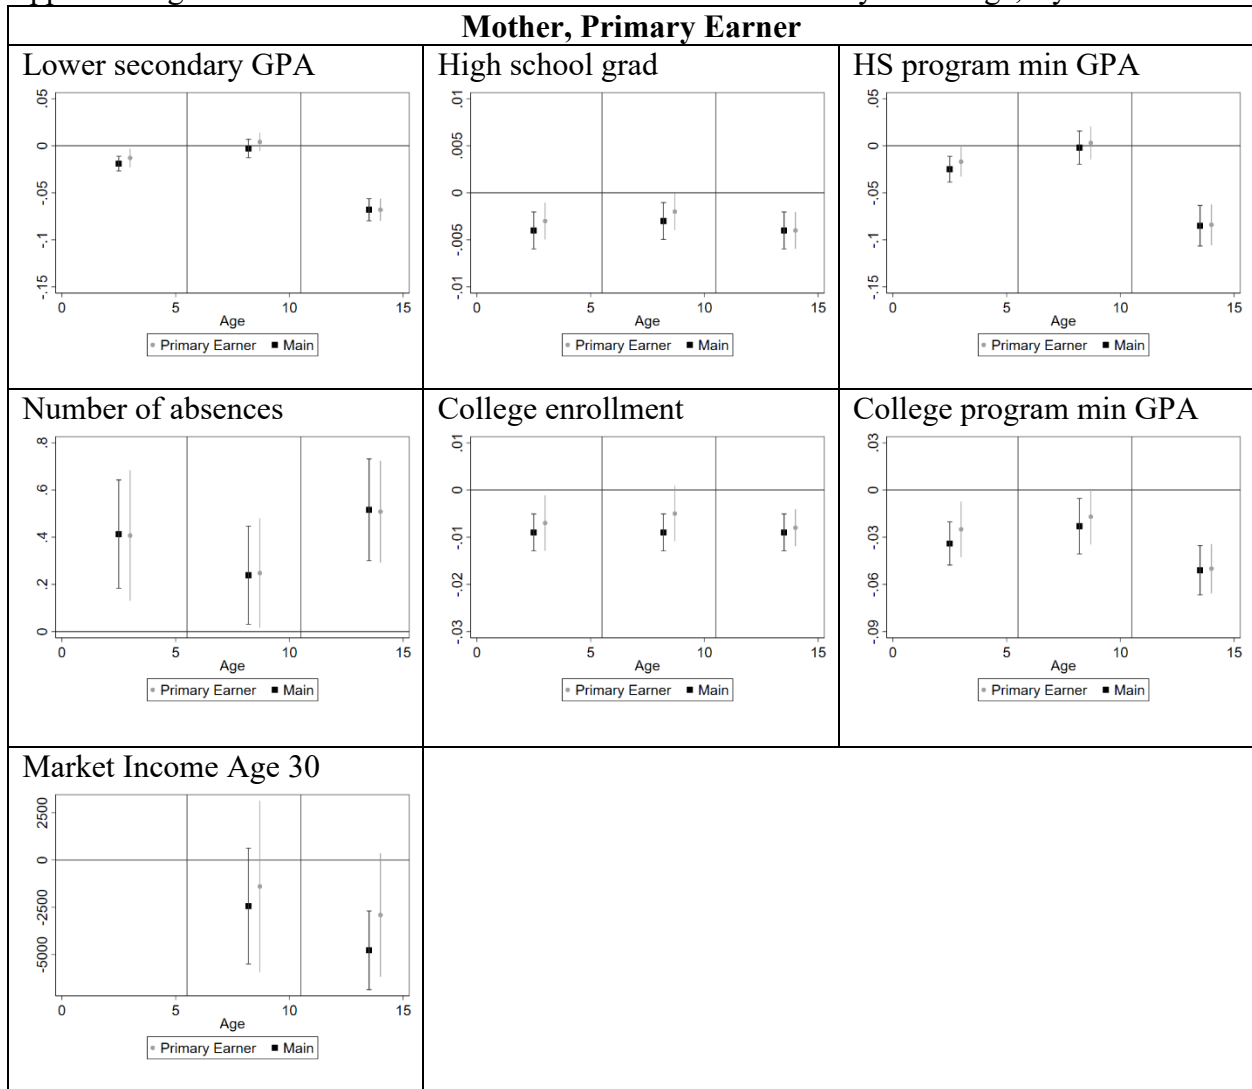 Mother, Primary Earner
Lower secondary GPA
.05
0
-.05
-.1
-.15
0 5 10 15
Age
Primary Earner Main
High school grad
.01
.005
0
-.005
-.01
0 5 10 15
Age
Primary Earner Main
HS program min GPA
.05
0
-.05
-.1
-.15
0 5 10 15
Age
Primary Earner Main
Number of absences
.8
.6
.4
.2
0
0 5 10 15
Age
Primary Earner Main
College enrollment
.01
0
-.01
-.02
-.03
0 5 10 15
Age
Primary Earner Main
College program min GPA
.03
0
-.03
-.06
-.09
0 5 10 15
Age
Primary Earner Main
Market Income Age 30
2500
0
-2500
-5000
0 5 10 15
Age
Primary Earner Main